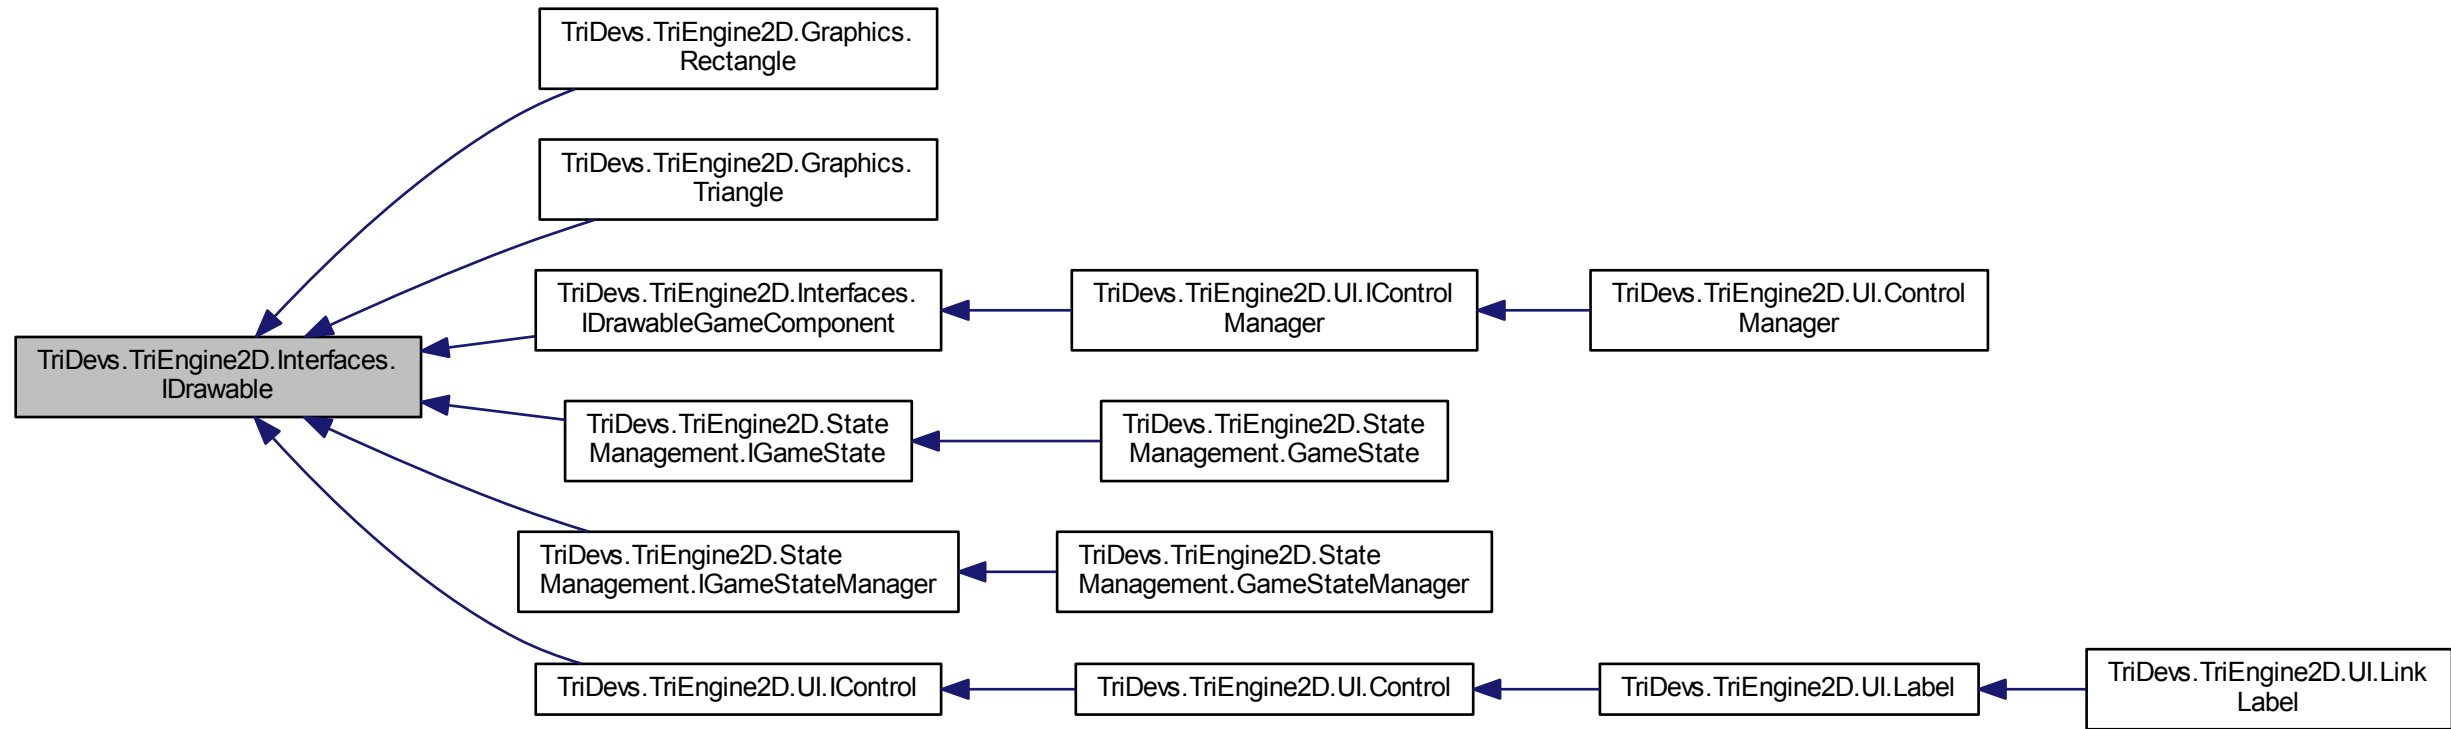 TriDevs.TriEngine2D.Graphics.
Rectangle
TriDevs.TriEngine2D.Graphics.
Triangle
TriDevs.TriEngine2D.Interfaces.
IDrawableGameComponent
TriDevs.TriEngine2D.UI.IControl
Manager
TriDevs.TriEngine2D.UI.Control
Manager
TriDevs.TriEngine2D.Interfaces.
IDrawable
TriDevs.TriEngine2D.State
Management.IGameState
TriDevs.TriEngine2D.State
Management.GameState
TriDevs.TriEngine2D.State
Management.IGameStateManager
TriDevs.TriEngine2D.State
Management.GameStateManager
TriDevs.TriEngine2D.UI.IControl
TriDevs.TriEngine2D.UI.Control
TriDevs.TriEngine2D.UI.Label
TriDevs.TriEngine2D.UI.Link
Label